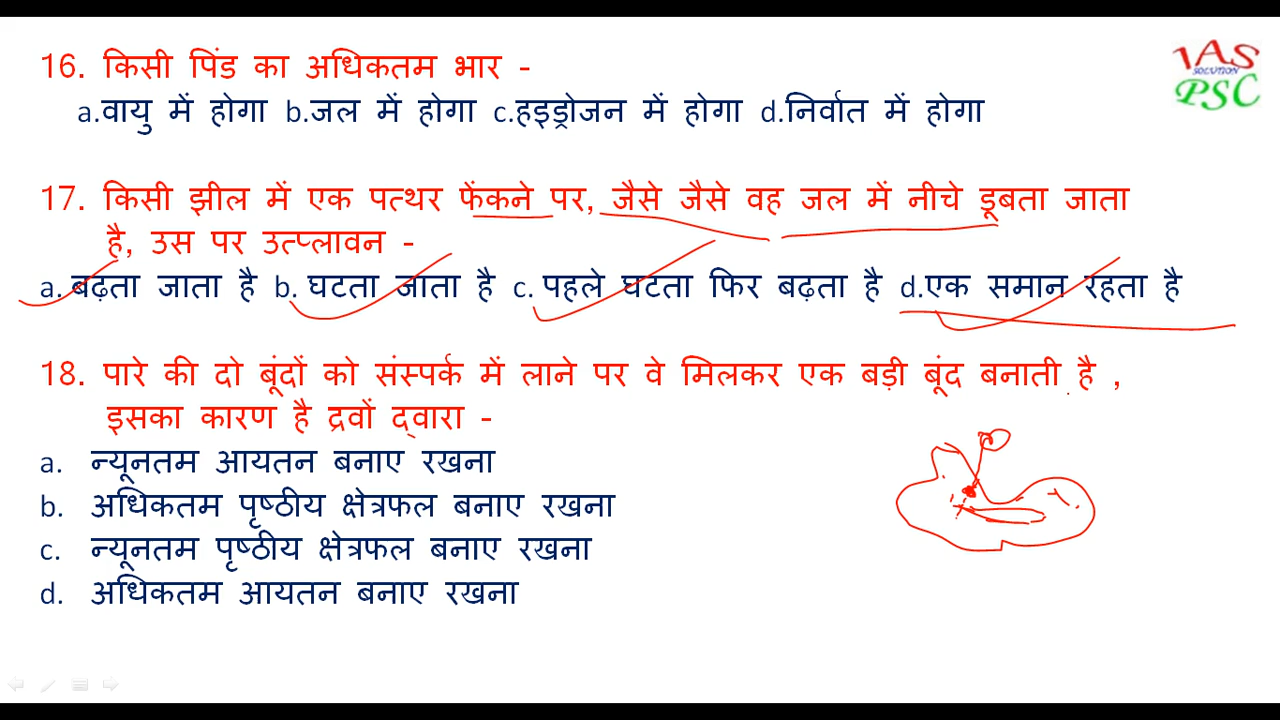 16. किसी पिंड का अधिकतम भार -
a.वायु में होगा b.जल में होगा c.हइड्रोजन में होगा d.निर्वात में होगा
1AS
SOLUTION
PSC
17. किसी झील में एक पत्थर फेंकने पर, जैसे जैसे वह जल में नीचे डूबता जाता
है, उस पर उत्प्लावन -
a. बढ़ता जाता है b. घटता जाता है c. पहले घटता फिर बढ़ता है d.एक समान रहता है
18. पारे की दो बूंदों को संस्पर्क में लाने पर वे मिलकर एक बड़ी बूंद बनाती है ,
इसका कारण है द्रवों द्वारा -
a. न्यूनतम आयतन बनाए रखना
b. अधिकतम पृष्ठीय क्षेत्रफल बनाए रखना
c. न्यूनतम पृष्ठीय क्षेत्रफल बनाए रखना
d. अधिकतम आयतन बनाए रखना